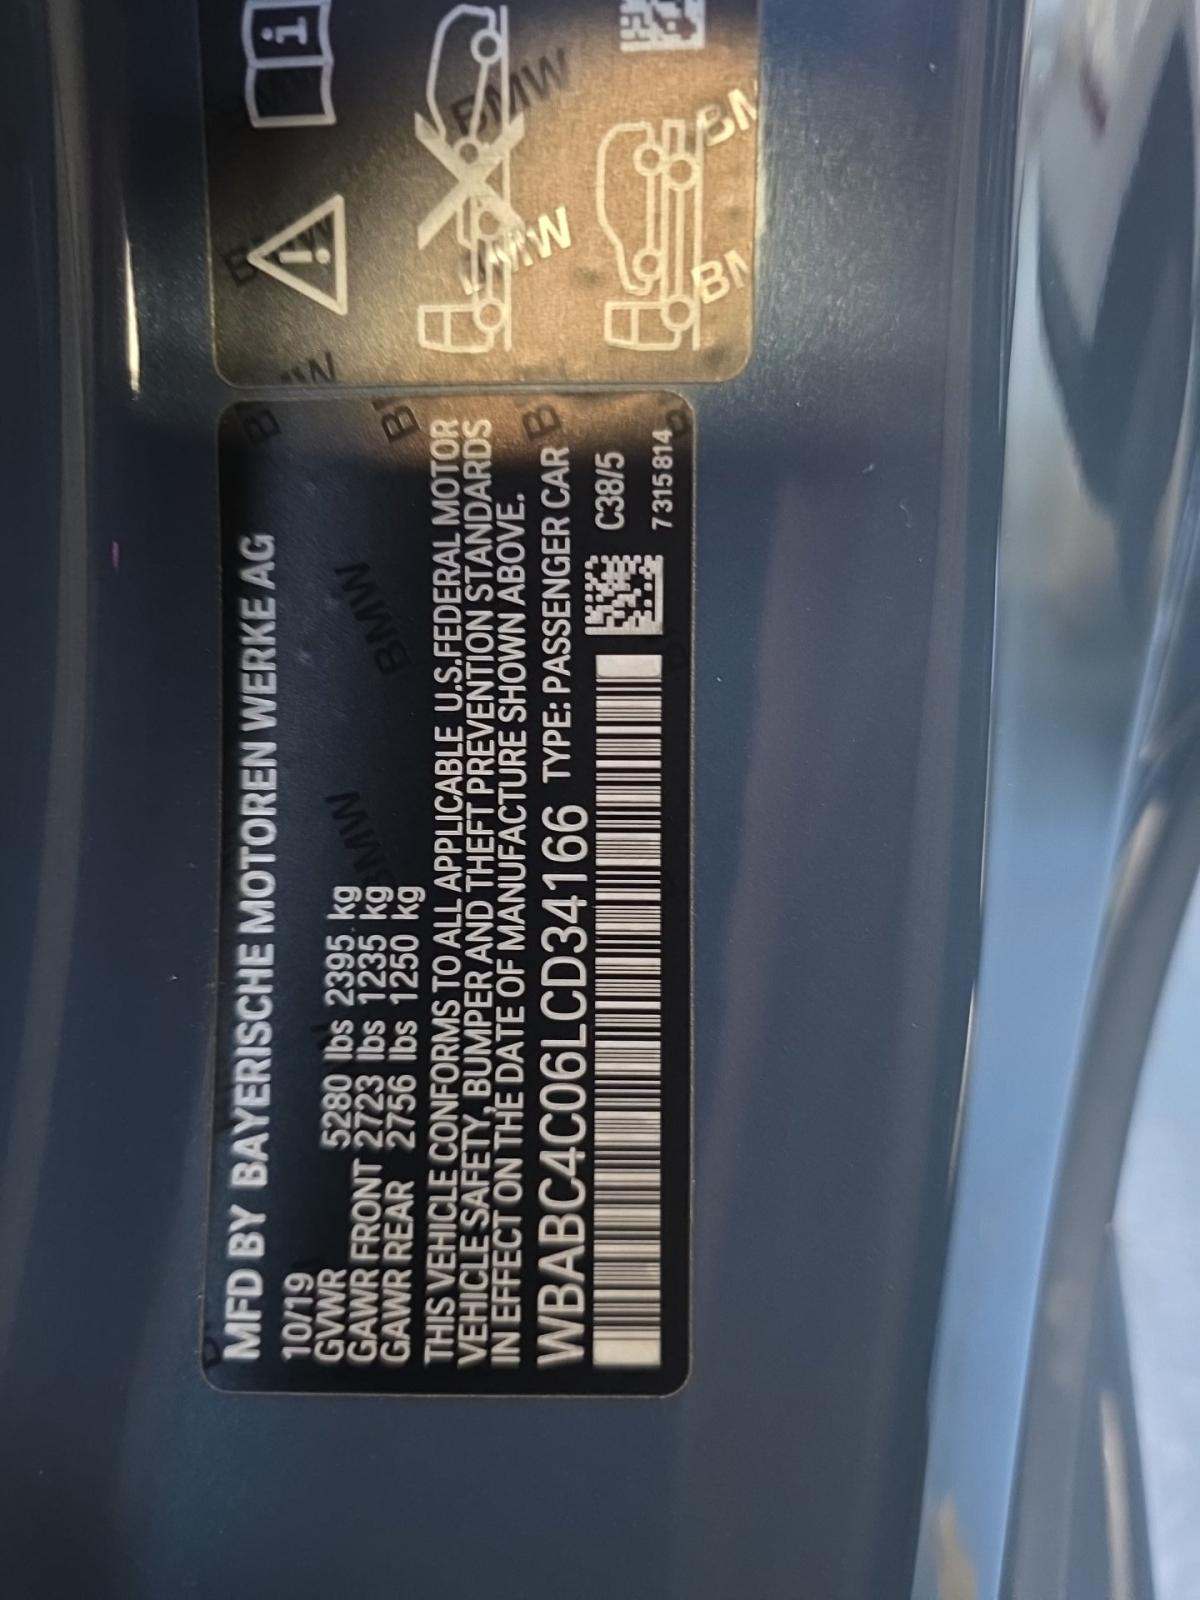 MFD BY BAYERISCHE MOTOREN WERKE AG
10/19
GVWR 5280 lbs 2395 kg
GAWR FRONT 2723 lbs 1235 kg
GAWR REAR 2756 lbs 1250 kg
THIS VEHICLE CONFORMS TO ALL APPLICABLE U.S.FEDERAL MOTOR
VEHICLE SAFETY, BUMPER AND THEFT PREVENTION STANDARDS
IN EFFECT ON THE DATE OF MANUFACTURE SHOWN ABOVE.
WBABC4C06LCD34166 TYPE: PASSENGER CAR
C38/5
7315814
BMW
BMW
BMW
BMW